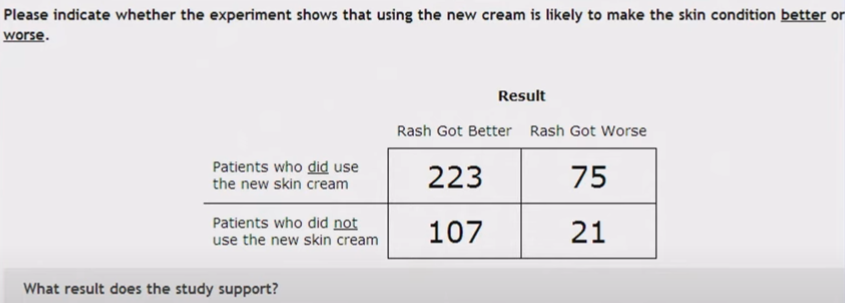 Please indicate whether the experiment shows that using the new cream is likely to make the skin condition better or
worse.
Result
Rash Got Better Rash Got Worse
Patients who did use
the new skin cream
223 75
Patients who did not
use the new skin cream
107 21
What result does the study support?